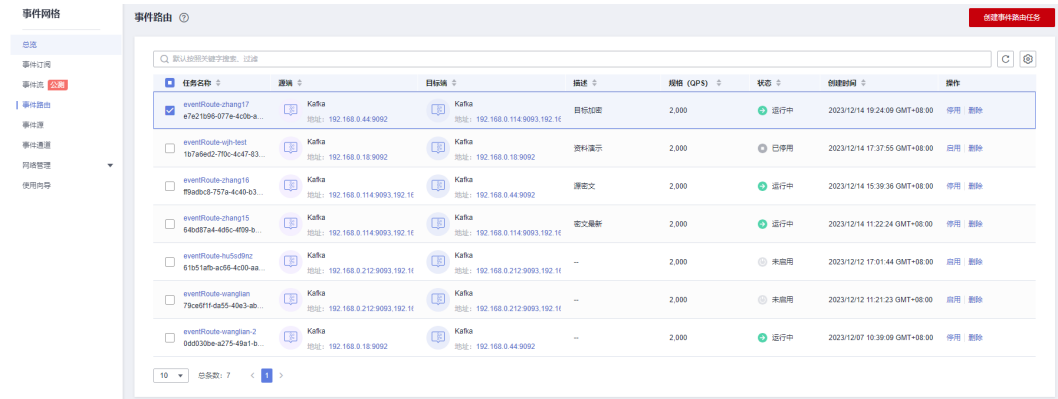 事件网格
总览
事件订阅
事件流 公测
事件路由
事件源
事件通道
网络管理
使用向导
事件路由
创建事件路由任务
默认按照关键字搜索、过滤
任务名称 源端 目标端 描述 规格（QPS） 状态 创建时间 操作
eventRoute-zhang17 Kafka Kafka 目标加密 2,000 运行中 2023/12/14 19:24:09 GMT+08:00 停用 删除
e7e21b96-077e-4c0b-a... 地址：192.168.0.44:9092 地址：192.168.0.114:9093,192.16
eventRoute-wjh-test Kafka Kafka 资料演示 2,000 已停用 2023/12/14 17:37:55 GMT+08:00 启用 删除
1b7a6ed2-7f0c-4c47-83... 地址：192.168.0.18:9092 地址：192.168.0.18:9092
eventRoute-zhang16 Kafka Kafka 源密文 2,000 运行中 2023/12/14 15:39:36 GMT+08:00 停用 删除
ff9adbc8-757a-4c40-b3... 地址：192.168.0.114:9093,192.16 地址：192.168.0.44:9092
eventRoute-zhang15 Kafka Kafka 密文最新 2,000 运行中 2023/12/14 11:22:24 GMT+08:00 停用 删除
64bd87a4-4d6c-4f09-b... 地址：192.168.0.114:9093,192.16 地址：192.168.0.114:9093,192.16
eventRoute-hu5sd9nz Kafka Kafka -- 2,000 未启用 2023/12/12 17:01:44 GMT+08:00 启用 删除
61b51afb-ac66-4c00-aa... 地址：192.168.0.212:9093,192.16 地址：192.168.0.212:9093,192.16
eventRoute-wanglian Kafka Kafka -- 2,000 未启用 2023/12/12 11:21:23 GMT+08:00 启用 删除
79ce6f1f-da55-40e3-ab... 地址：192.168.0.212:9093,192.16 地址：192.168.0.212:9093,192.16
eventRoute-wanglian-2 Kafka Kafka -- 2,000 运行中 2023/12/07 10:39:09 GMT+08:00 停用 删除
0dd030be-a275-49a1-b... 地址：192.168.0.18:9092 地址：192.168.0.44:9092
10 总条数：7 < 1 >